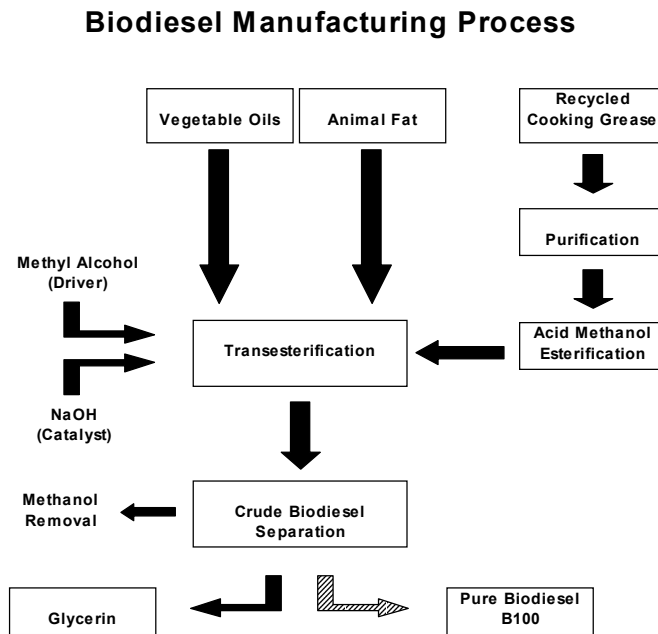 Biodiesel Manufacturing Process
Vegetable Oils
Animal Fat
Recycled
Cooking Grease
Purification
Methyl Alcohol
(Driver)
Transesterification
Acid Methanol
Esterification
NaOH
(Catalyst)
Methanol
Removal
Crude Biodiesel
Separation
Glycerin
Pure Biodiesel
B100